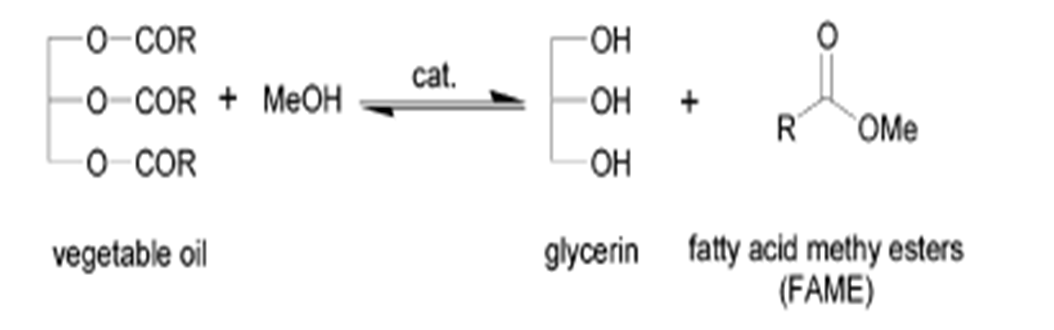 O–COR
O–COR + MeOH
O–COR
cat.
OH
OH
OH
+
O
R
OMe
vegetable oil
glycerin
fatty acid methy esters
(FAME)